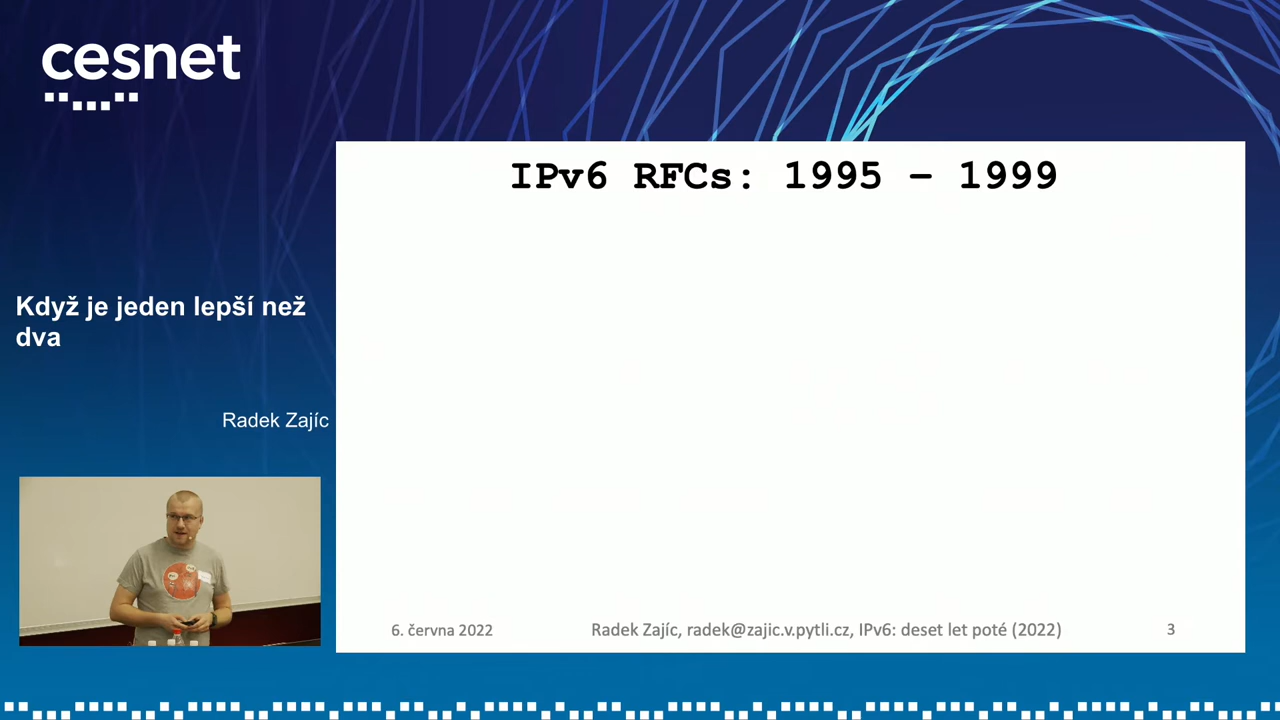 cesnet
IPv6 RFCs: 1995 – 1999
Když je jeden lepší než
dva
Radek Zajíc
6. června 2022
Radek Zajíc, radek@zajic.v.pytli.cz, IPv6: deset let poté (2022)
3